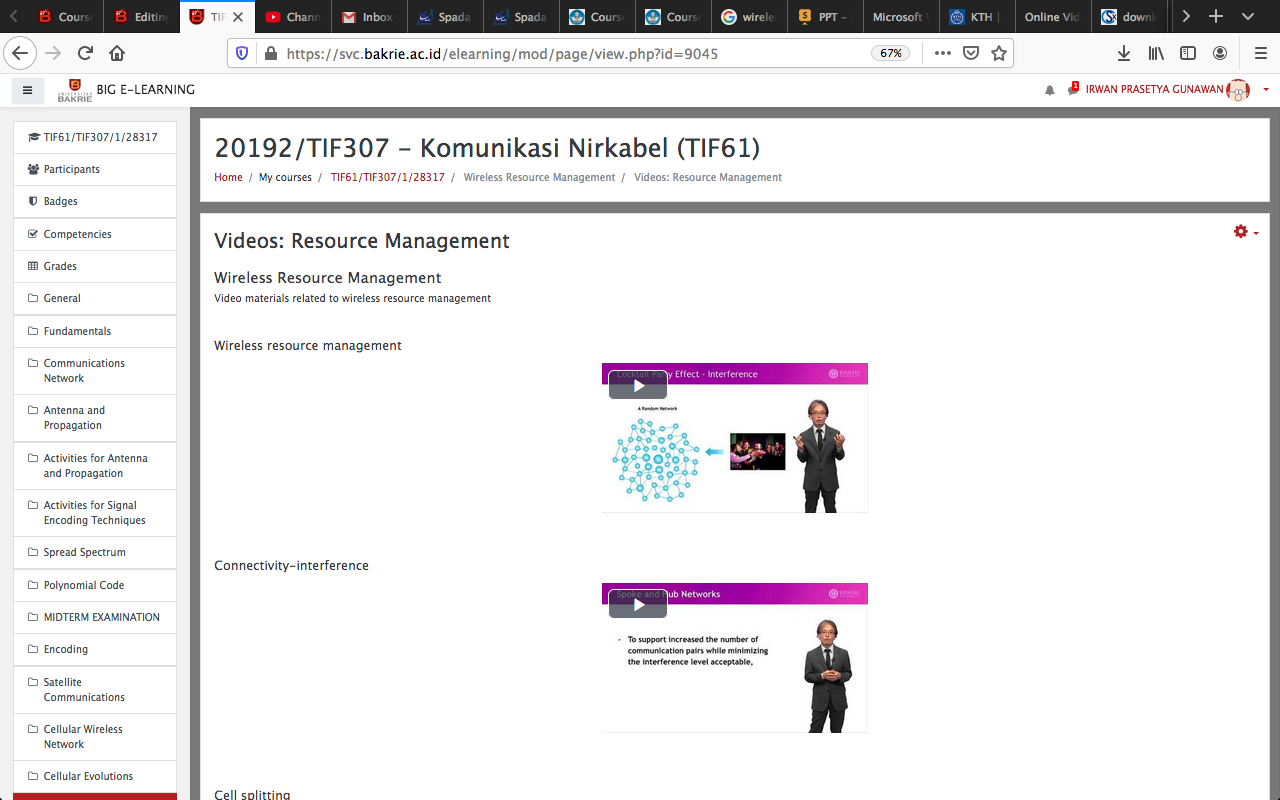 Course
Editing
TIF
Chann
Inbox
Spada
Spada
Course
Course
wirele
PPT –
Microsoft
KTH |
Online Vid
downl
https://svc.bakrie.ac.id/elearning/mod/page/view.php?id=9045
67%
UNIVERSITAS
BAKRIE
BIG E-LEARNING
1
IRWAN PRASETYA GUNAWAN
TIF61/TIF307/1/28317
Participants
Badges
Competencies
Grades
General
Fundamentals
Communications
Network
Antenna and
Propagation
Activities for Antenna
and Propagation
Activities for Signal
Encoding Techniques
Spread Spectrum
Polynomial Code
MIDTERM EXAMINATION
Encoding
Satellite
Communications
Cellular Wireless
Network
Cellular Evolutions
20192/TIF307 – Komunikasi Nirkabel (TIF61)
Home / My courses / TIF61/TIF307/1/28317 / Wireless Resource Management / Videos: Resource Management
Videos: Resource Management
Wireless Resource Management
Video materials related to wireless resource management
Wireless resource management
Cocktail Party Effect - Interference
YONSEI
A Random Network
Connectivity-interference
Spoke and Hub Networks
YONSEI
- To support increased the number of
communication pairs while minimizing
the interference level acceptable,
Cell splitting